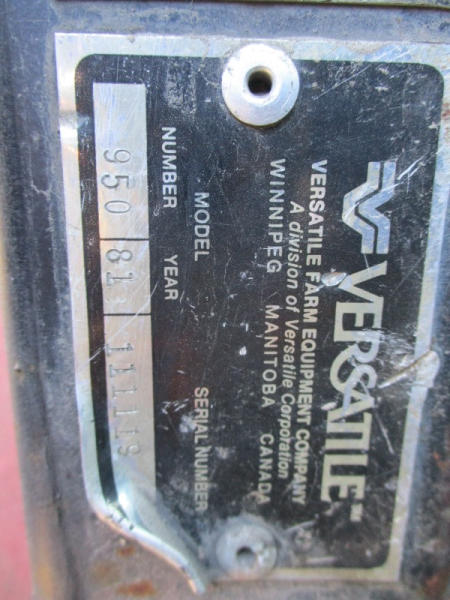 VERSATILE
VERSATILE FARM EQUIPMENT COMPANY
A division of Versatile Corporation
WINNIPEG MANITOBA CANADA
MODEL SERIAL NUMBER
NUMBER YEAR
950 81